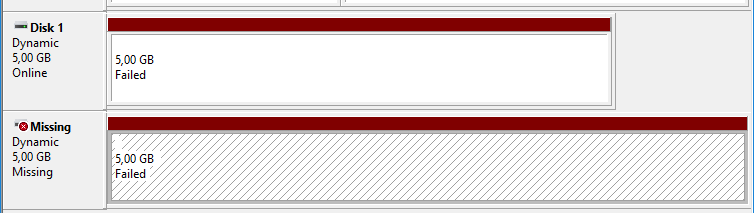 Disk 1
Dynamic
5,00 GB
Online
5,00 GB
Failed
Missing
Dynamic
5,00 GB
Missing
5,00 GB
Failed